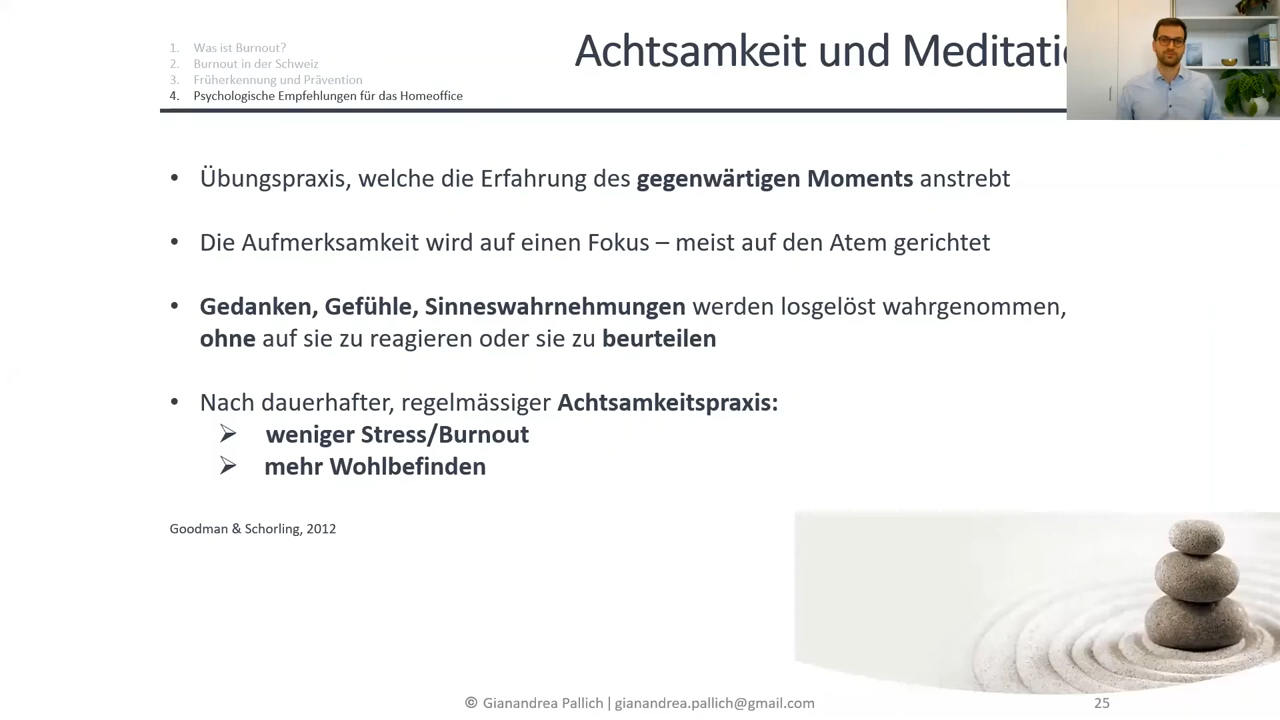 1. Was ist Burnout?
2. Burnout in der Schweiz
3. Früherkennung und Prävention
4. Psychologische Empfehlungen für das Homeoffice
Achtsamkeit und Meditatio
• Übungspraxis, welche die Erfahrung des gegenwärtigen Moments anstrebt
• Die Aufmerksamkeit wird auf einen Fokus – meist auf den Atem gerichtet
• Gedanken, Gefühle, Sinneswahrnehmungen werden losgelöst wahrgenommen,
ohne auf sie zu reagieren oder sie zu beurteilen
• Nach dauerhafter, regelmässiger Achtsamkeitspraxis:
➢ weniger Stress/Burnout
➢ mehr Wohlbefinden
Goodman & Schorling, 2012
© Gianandrea Pallich | gianandrea.pallich@gmail.com
25